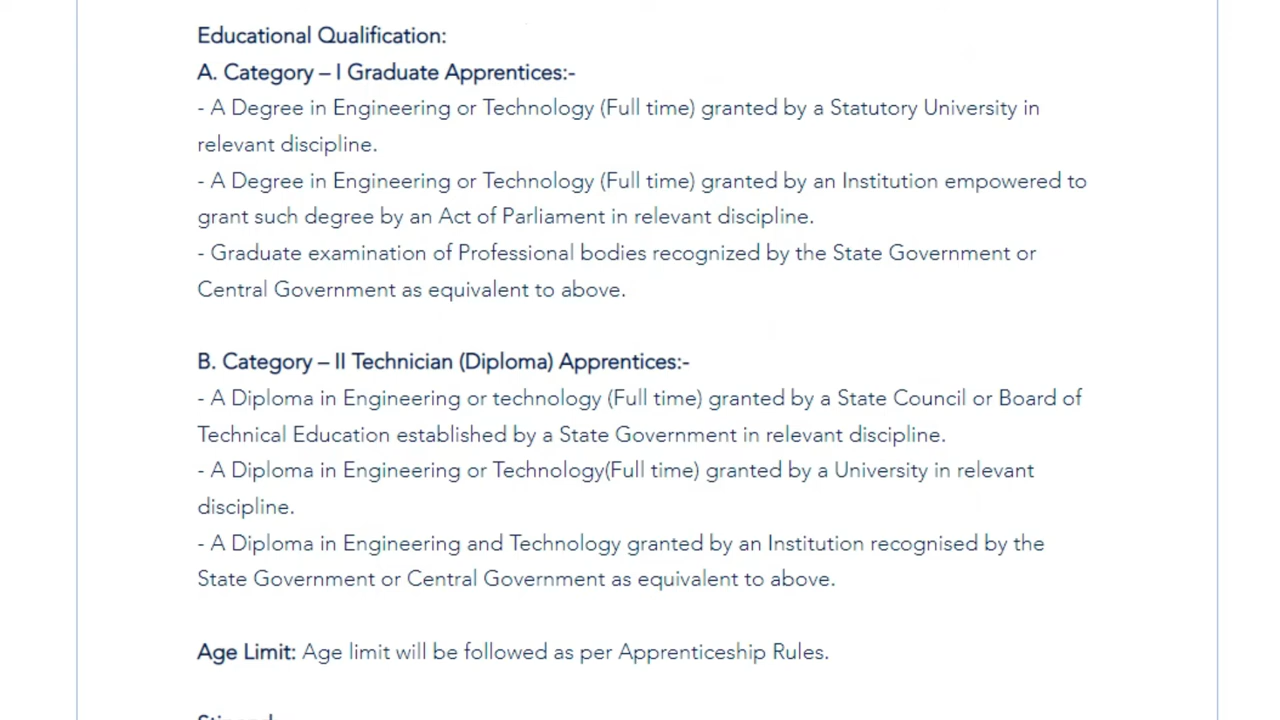 Educational Qualification:
A. Category – I Graduate Apprentices:-
- A Degree in Engineering or Technology (Full time) granted by a Statutory University in
relevant discipline.
- A Degree in Engineering or Technology (Full time) granted by an Institution empowered to
grant such degree by an Act of Parliament in relevant discipline.
- Graduate examination of Professional bodies recognized by the State Government or
Central Government as equivalent to above.
B. Category – II Technician (Diploma) Apprentices:-
- A Diploma in Engineering or technology (Full time) granted by a State Council or Board of
Technical Education established by a State Government in relevant discipline.
- A Diploma in Engineering or Technology(Full time) granted by a University in relevant
discipline.
- A Diploma in Engineering and Technology granted by an Institution recognised by the
State Government or Central Government as equivalent to above.
Age Limit: Age limit will be followed as per Apprenticeship Rules.